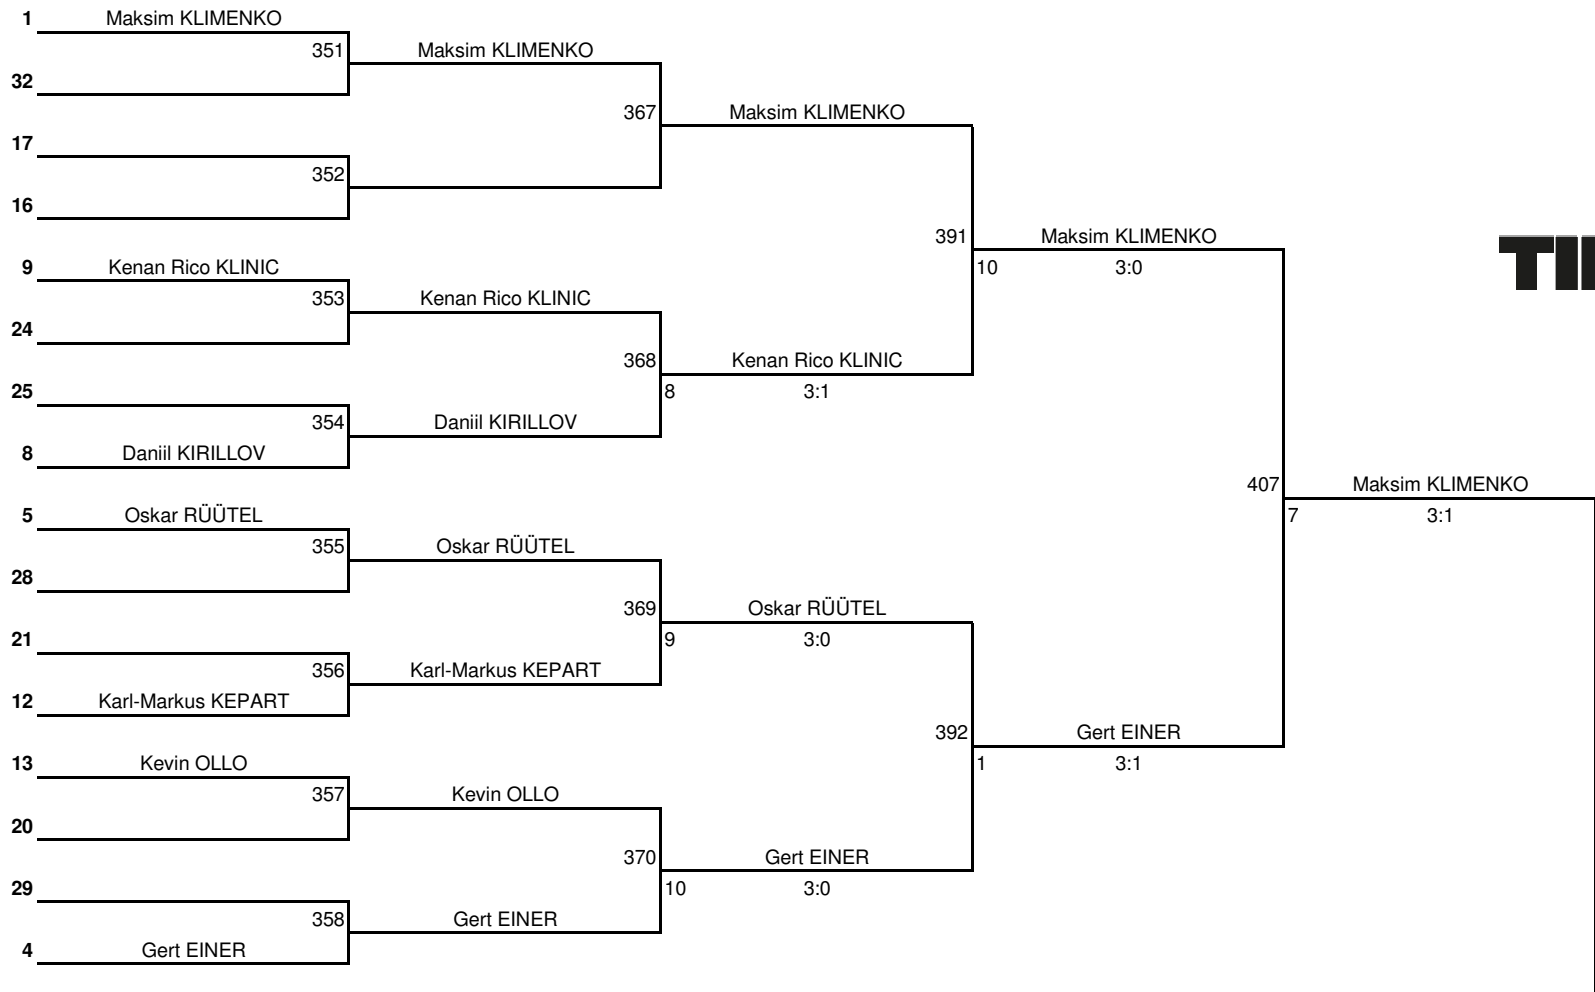 1 Maksim KLIMENKO
351 Maksim KLIMENKO
32
367 Maksim KLIMENKO
17
352
16
391 Maksim KLIMENKO
10 3:0
9 Kenan Rico KLINIC
353 Kenan Rico KLINIC
24
368 Kenan Rico KLINIC
8 3:1
25
354 Daniil KIRILLOV
8 Daniil KIRILLOV
407 Maksim KLIMENKO
7 3:1
5 Oskar RÜÜTEL
355 Oskar RÜÜTEL
28
369 Oskar RÜÜTEL
9 3:0
21
356 Karl-Markus KEPART
12 Karl-Markus KEPART
392 Gert EINER
1 3:1
13 Kevin OLLO
357 Kevin OLLO
20
370 Gert EINER
10 3:0
29
358 Gert EINER
4 Gert EINER